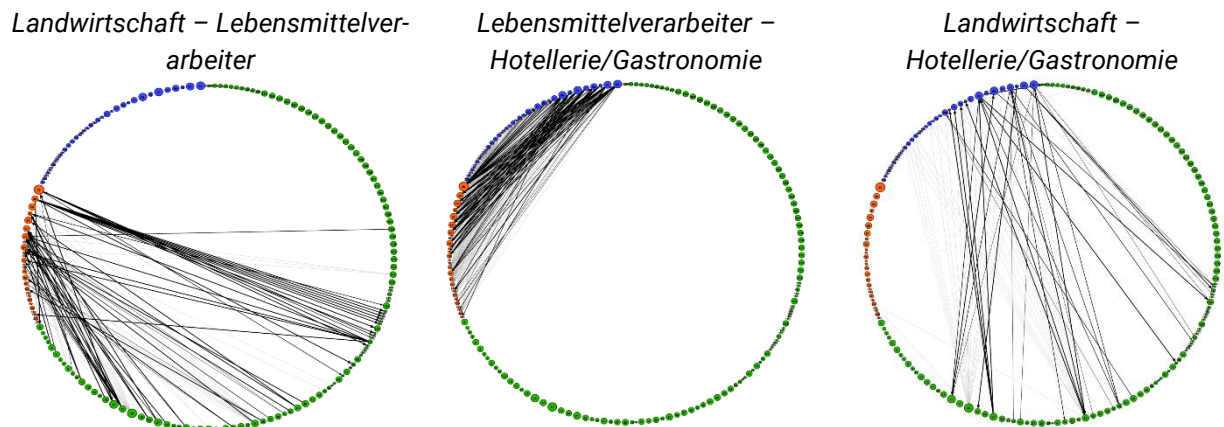 Landwirtschaft – Lebensmittelver-
arbeiter
Lebensmittelverarbeiter –
Hotellerie/Gastronomie
Landwirtschaft –
Hotellerie/Gastronomie